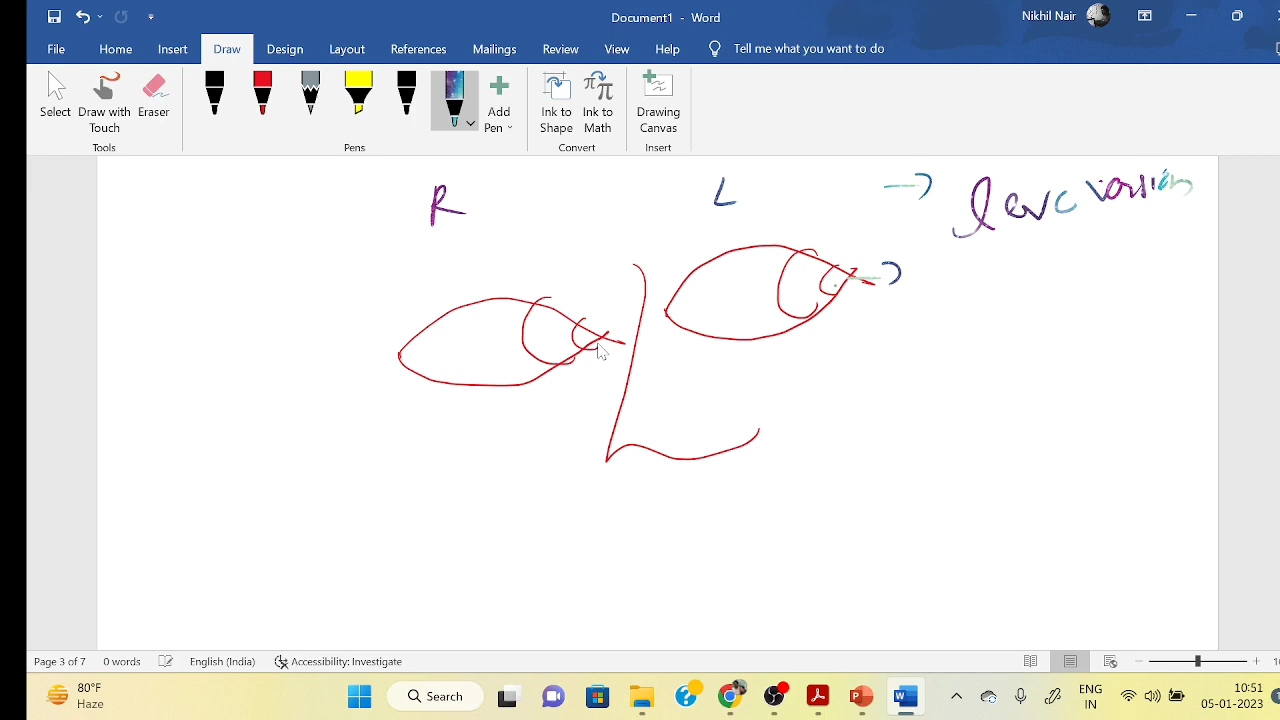 Document1 - Word
Nikhil Nair
File Home Insert Draw Design Layout References Mailings Review View Help Tell me what you want to do
Select
Draw with Touch
Eraser
Add Pen
Ink to Shape
Ink to Math
Drawing Canvas
Tools Pens Convert Insert
R L → levoversion
Page 3 of 7 0 words English (India) Accessibility: Investigate
80°F
Haze
Search
ENG
IN
10:51
05-01-2023